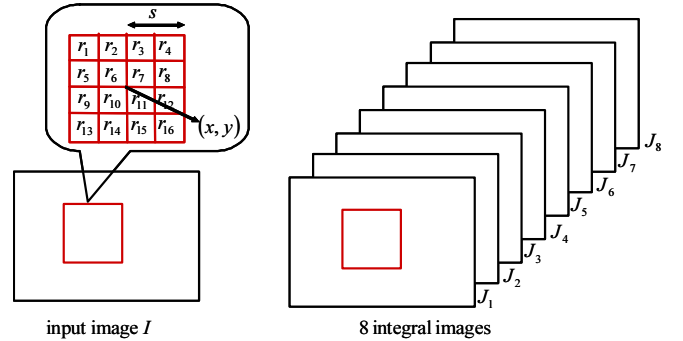 s
r₁ r₂ r₃ r₄
r₅ r₆ r₇ r₈
r₉ r₁₀ r₁₁ r₁₂
(x, y)
r₁₃ r₁₄ r₁₅ r₁₆
J₈
J₇
J₆
J₅
J₄
J₃
J₂
J₁
input image I
8 integral images